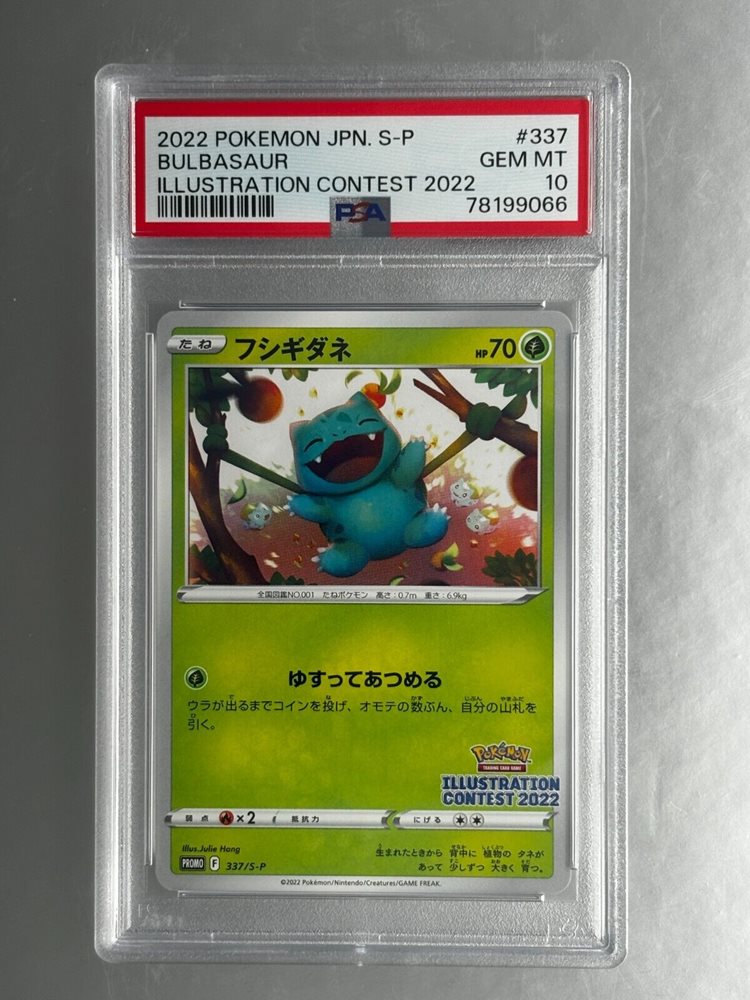 2022 POKEMON JPN. S-P #337
BULBASAUR GEM MT
ILLUSTRATION CONTEST 2022 10
78199066
PSA
たね フシギダネ HP70
全国図鑑NO.001 たねポケモン 高さ:0.7m 重さ:6.9kg
ゆすってあつめる
ウラが出るまでコインを投げ、オモテの数ぶん、自分の山札を
引く。
Pokémon
TRADING CARD GAME
ILLUSTRATION
CONTEST 2022
弱点 ×2 抵抗力 にげる
Illus.Julie Hang
生まれたときから 背中に 植物の タネが
あって 少しずつ 大きく 育つ。
PROMO F 337/S-P
©2022 Pokémon/Nintendo/Creatures/GAME FREAK.